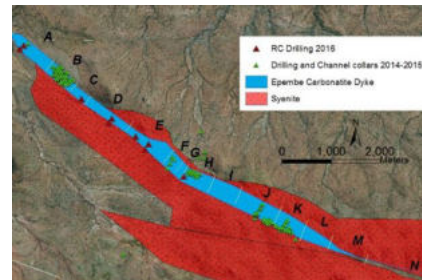 A
B
C
D
E
F
G
H
I
J
K
L
M
N
RC Drilling 2016
Drilling and Channel collars 2014-2015
Epembe Carbonatite Dyke
Syenite
N
0 1,000 2,000
Meters